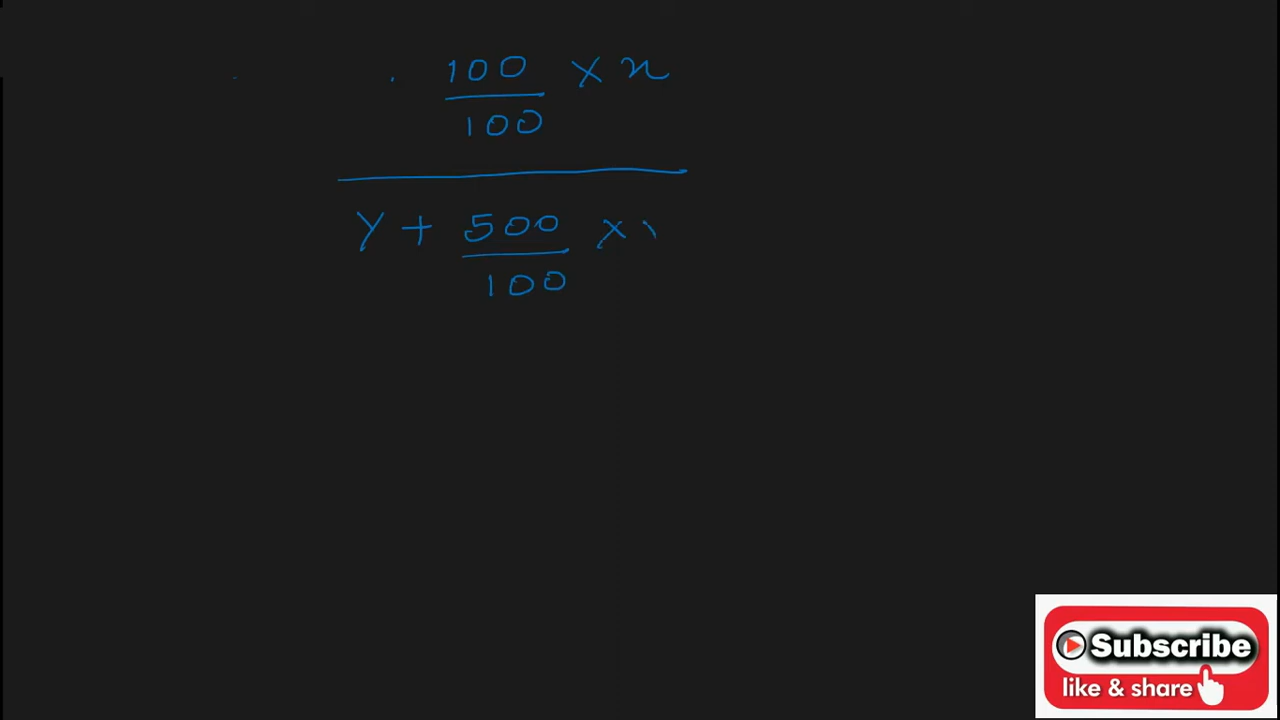 100 × x
100
y + 500 ×
100
Subscribe
like & share